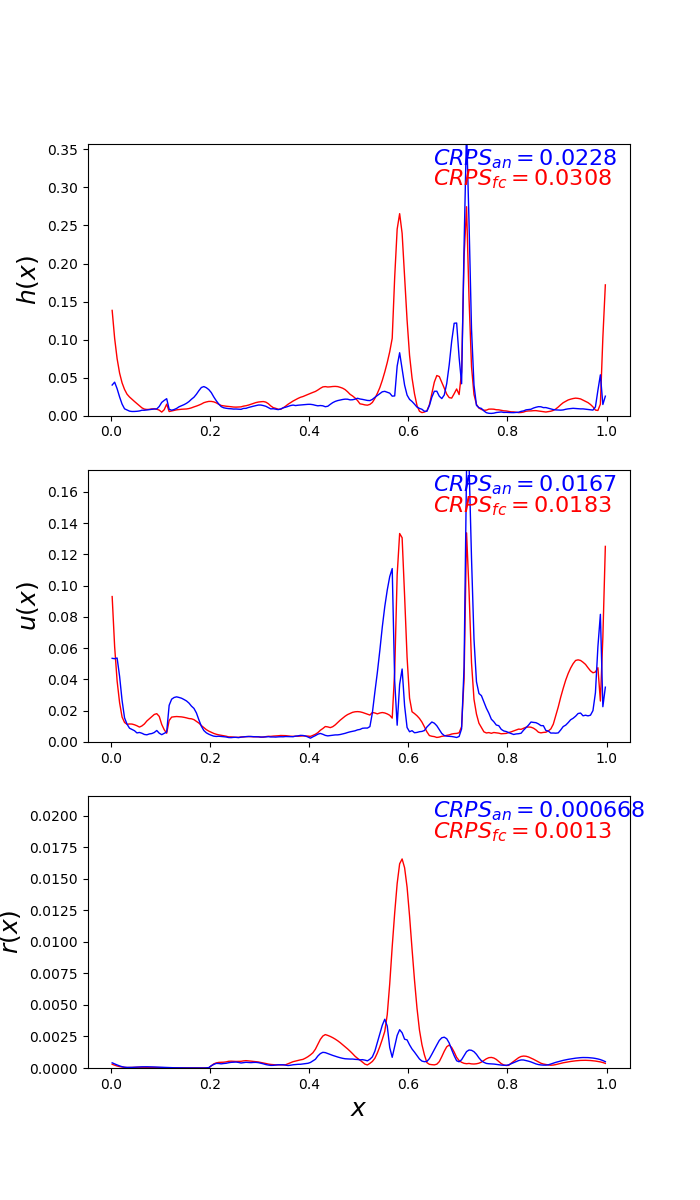 CRPS_an = 0.0228
CRPS_fc = 0.0308
h(x)
0.35
0.30
0.25
0.20
0.15
0.10
0.05
0.00
0.0 0.2 0.4 0.6 0.8 1.0
CRPS_an = 0.0167
CRPS_fc = 0.0183
u(x)
0.16
0.14
0.12
0.10
0.08
0.06
0.04
0.02
0.00
0.0 0.2 0.4 0.6 0.8 1.0
CRPS_an = 0.000668
CRPS_fc = 0.0013
r(x)
0.0200
0.0175
0.0150
0.0125
0.0100
0.0075
0.0050
0.0025
0.0000
0.0 0.2 0.4 0.6 0.8 1.0
x